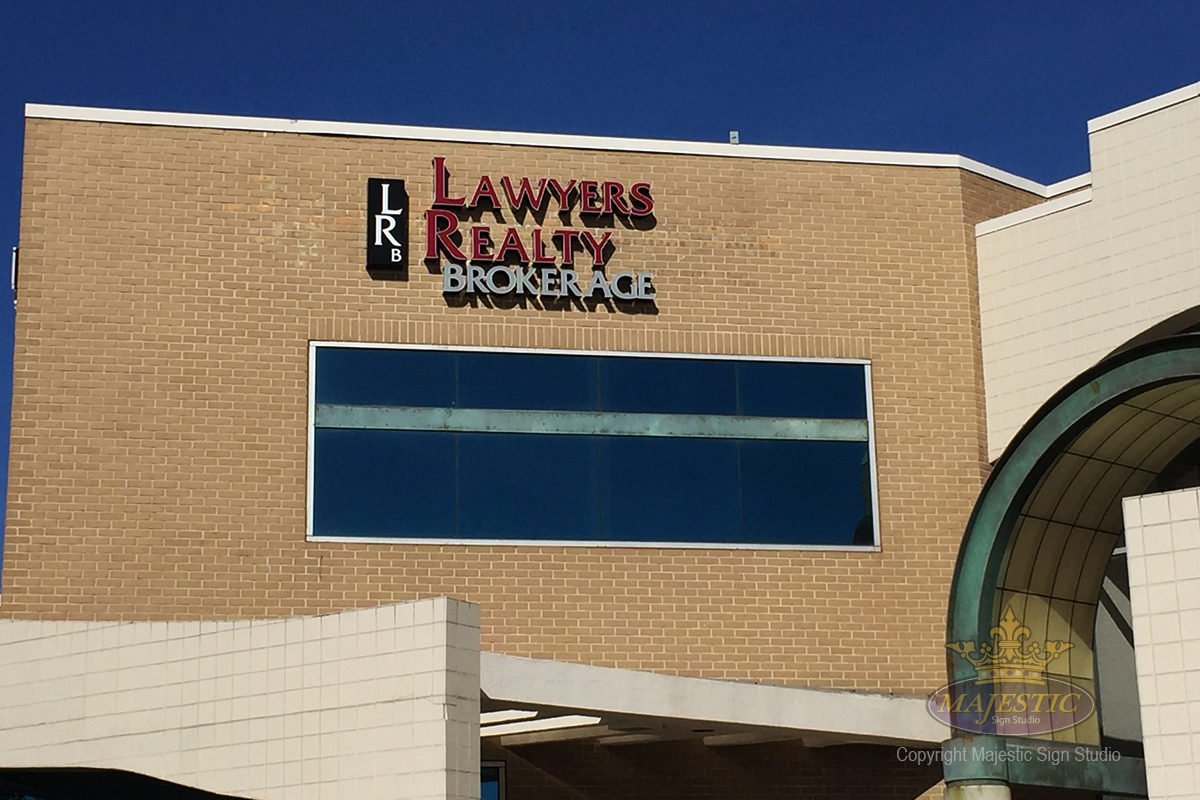 L
R
B
LAWYERS
REALTY
BROKERAGE
MAJESTIC
Sign Studio
Copyright Majestic Sign Studio